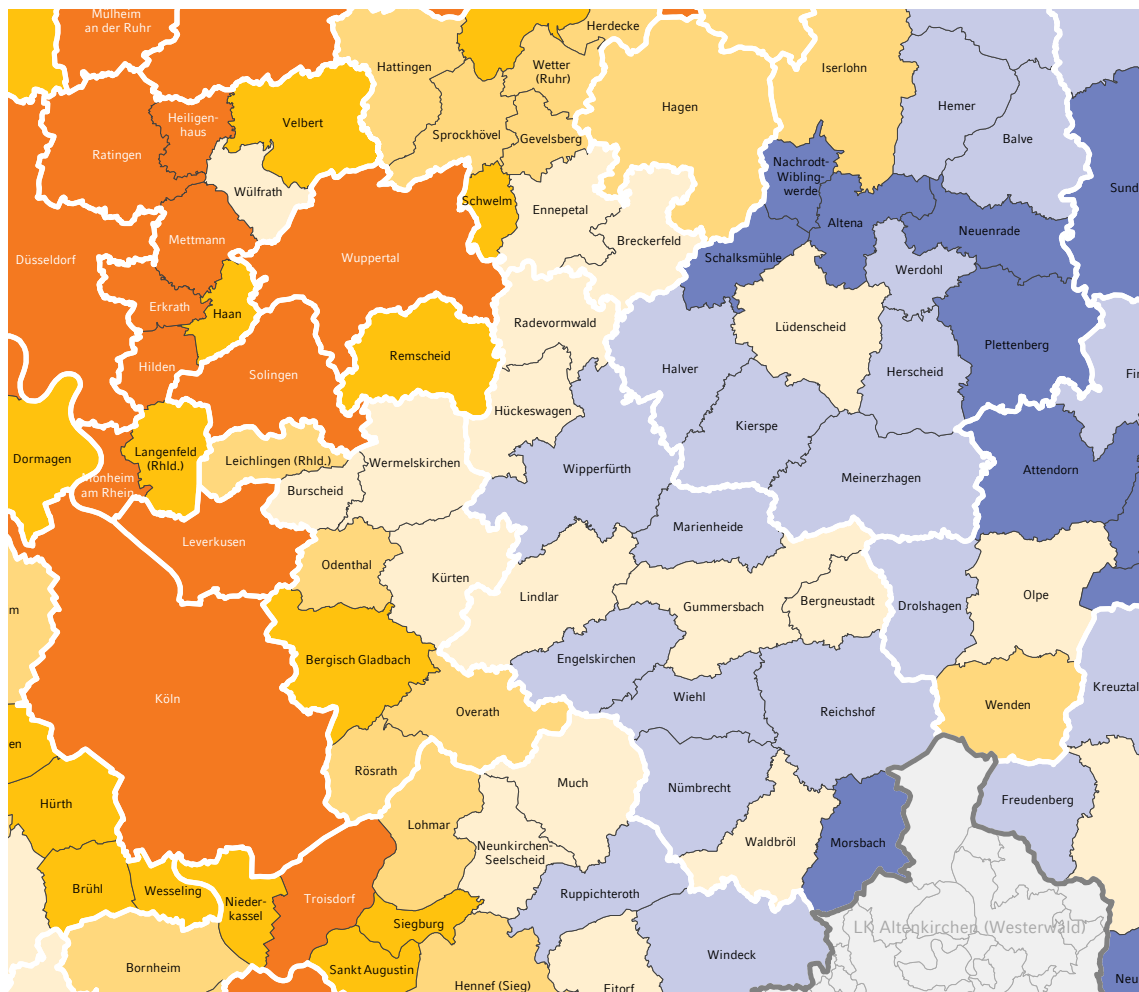 Mülheim
an der Ruhr
Herdecke
Hattingen
Wetter
(Ruhr)
Iserlohn
Hagen
Hemer
Heiligen-
haus
Velbert
Sprockhövel
Gevelsberg
Balve
Ratingen
Nachrodt-
Wibling-
werde
Wülfrath
Schwelm
Ennepetal
Sund
Mettmann
Breckerfeld
Altena
Neuenrade
Düsseldorf
Wuppertal
Schalksmühle
Werdohl
Erkrath
Haan
Radevormwald
Lüdenscheid
Plettenberg
Remscheid
Hilden
Solingen
Halver
Herscheid
Fin
Hückeswagen
Kierspe
Dormagen
Langenfeld
(Rhld.)
Leichlingen (Rhld.)
Wermelskirchen
Wipperfürth
Attendorn
Monheim
am Rhein
Burscheid
Meinerzhagen
Marienheide
Leverkusen
Odenthal
Kürten
Lindlar
Gummersbach
Bergneustadt
Drolshagen
Olpe
m
Bergisch Gladbach
Engelskirchen
Kreuztal
Köln
Wiehl
Reichshof
Wenden
Overath
en
Rösrath
Much
Nümbrecht
Freudenberg
Hürth
Lohmar
Neunkirchen-
Seelscheid
Waldbröl
Morsbach
Brühl
Wesseling
Nieder-
kassel
Troisdorf
Ruppichteroth
Siegburg
LK Altenkirchen (Westerwald)
Windeck
Bornheim
Sankt Augustin
Hennef (Sieg)
Eitorf
Neu